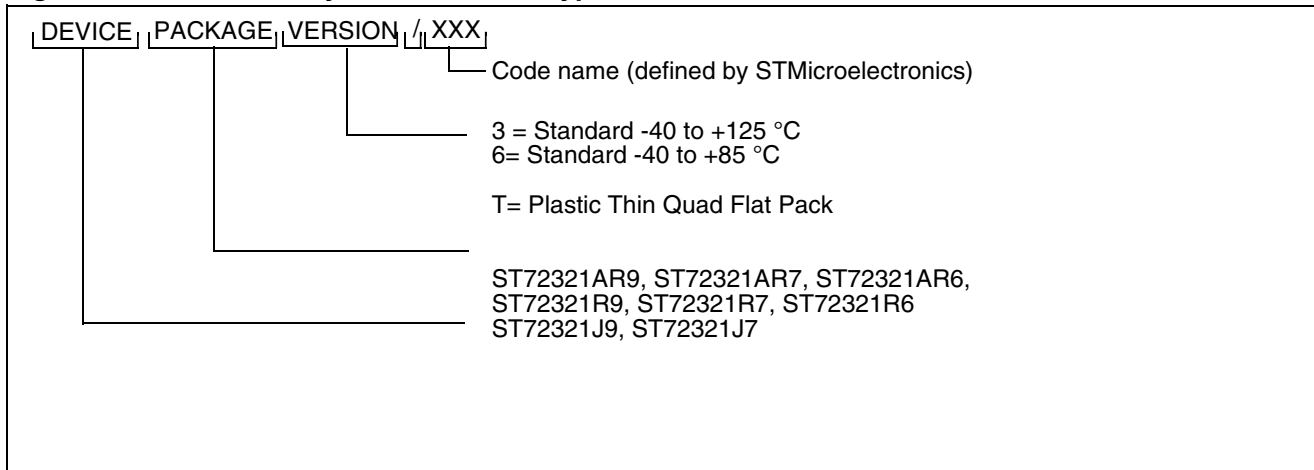 DEVICE PACKAGE VERSION / XXX
Code name (defined by STMicroelectronics)
3 = Standard -40 to +125 °C
6= Standard -40 to +85 °C
T= Plastic Thin Quad Flat Pack
ST72321AR9, ST72321AR7, ST72321AR6,
ST72321R9, ST72321R7, ST72321R6
ST72321J9, ST72321J7